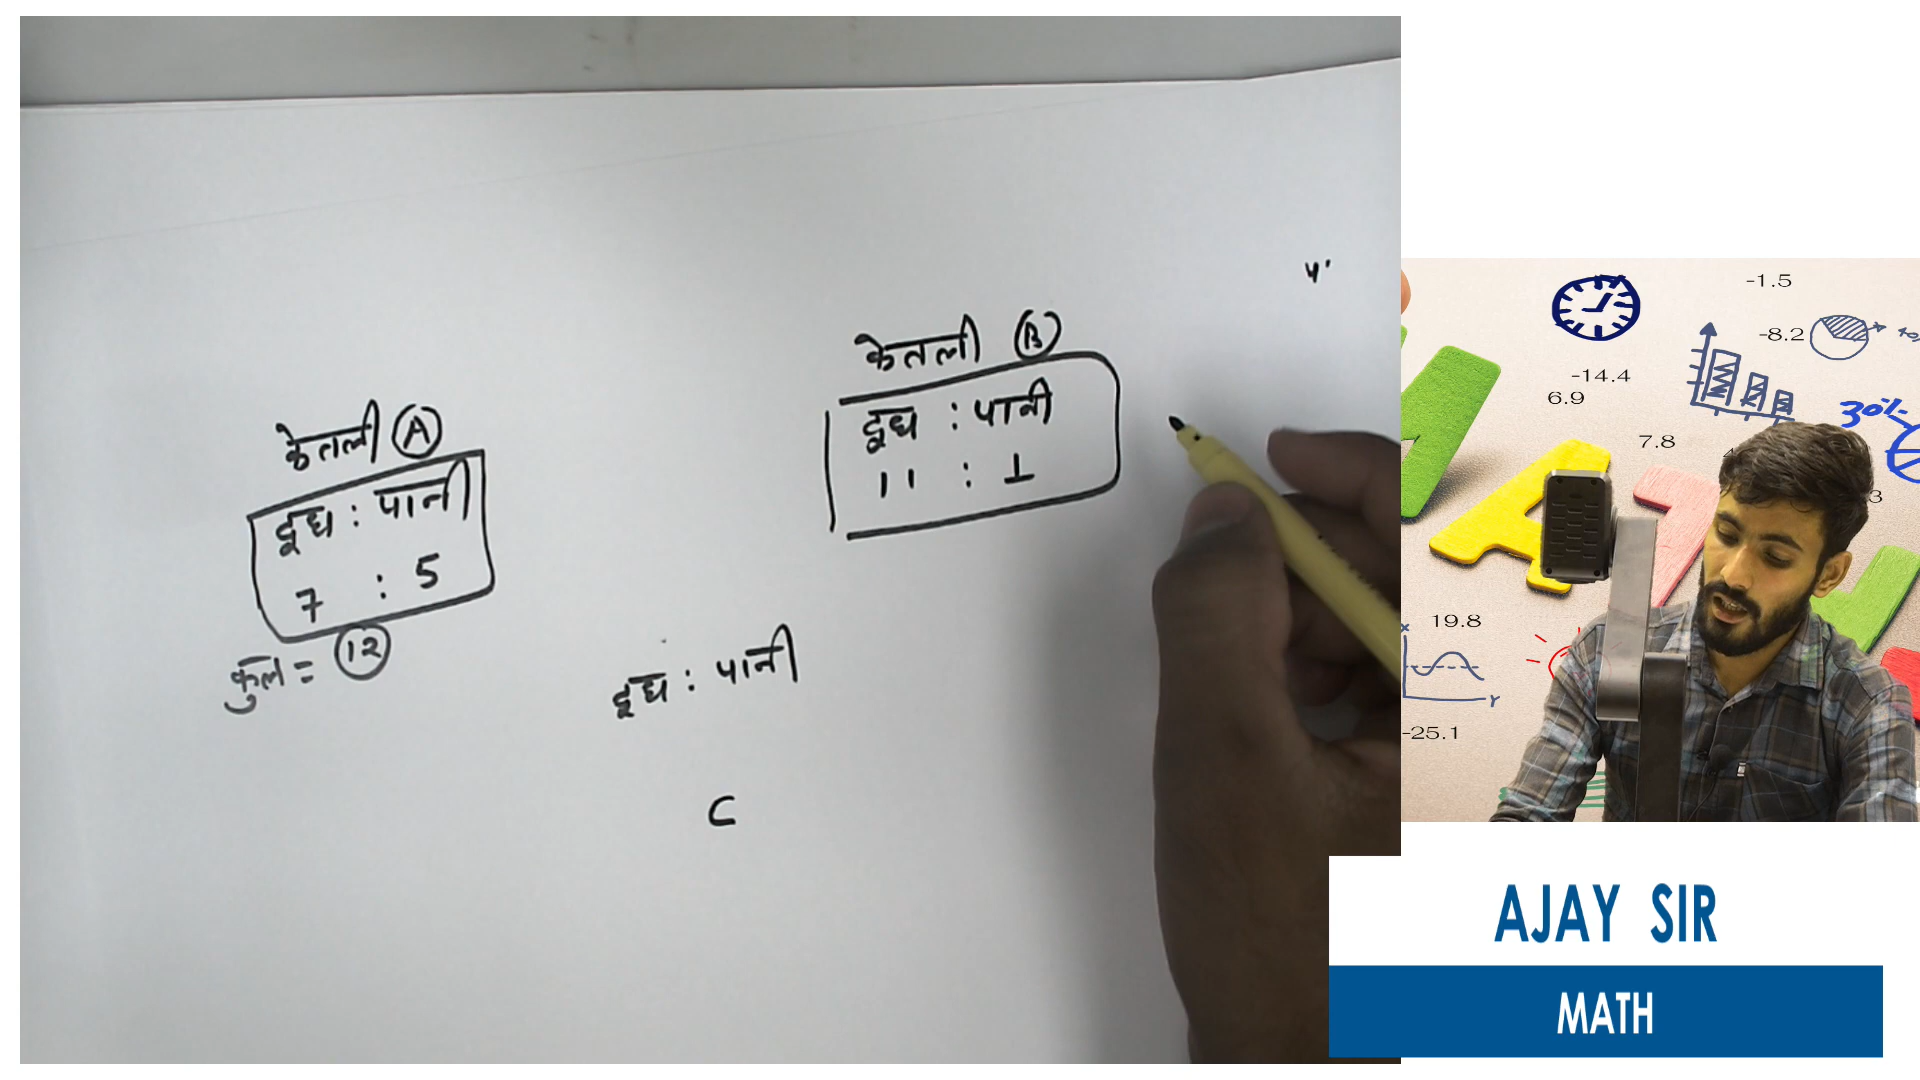 केतली A
दूध : पानी
7 : 5
कुल = 12
केतली B
दूध : पानी
11 : 1
दूध : पानी
C
-1.5
-8.2
-14.4
6.9
7.8
30%
19.8
x
Y
-25.1
AJAY SIR
MATH